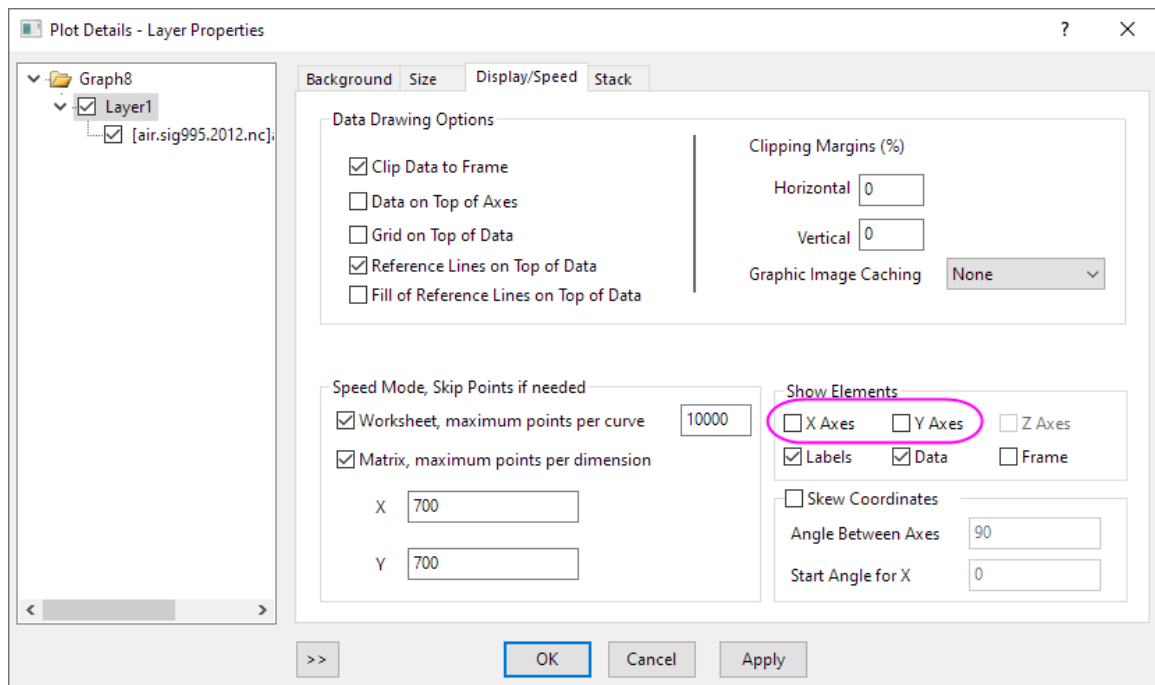 Plot Details - Layer Properties
?
Graph8
Layer1
[air.sig995.2012.nc]a
Background Size Display/Speed Stack
Data Drawing Options
Clip Data to Frame
Data on Top of Axes
Grid on Top of Data
Reference Lines on Top of Data
Fill of Reference Lines on Top of Data
Clipping Margins (%)
Horizontal 0
Vertical 0
Graphic Image Caching None
Speed Mode, Skip Points if needed
Worksheet, maximum points per curve 10000
Matrix, maximum points per dimension
X 700
Y 700
Show Elements
X Axes Y Axes Z Axes
Labels Data Frame
Skew Coordinates
Angle Between Axes 90
Start Angle for X 0
>> OK Cancel Apply